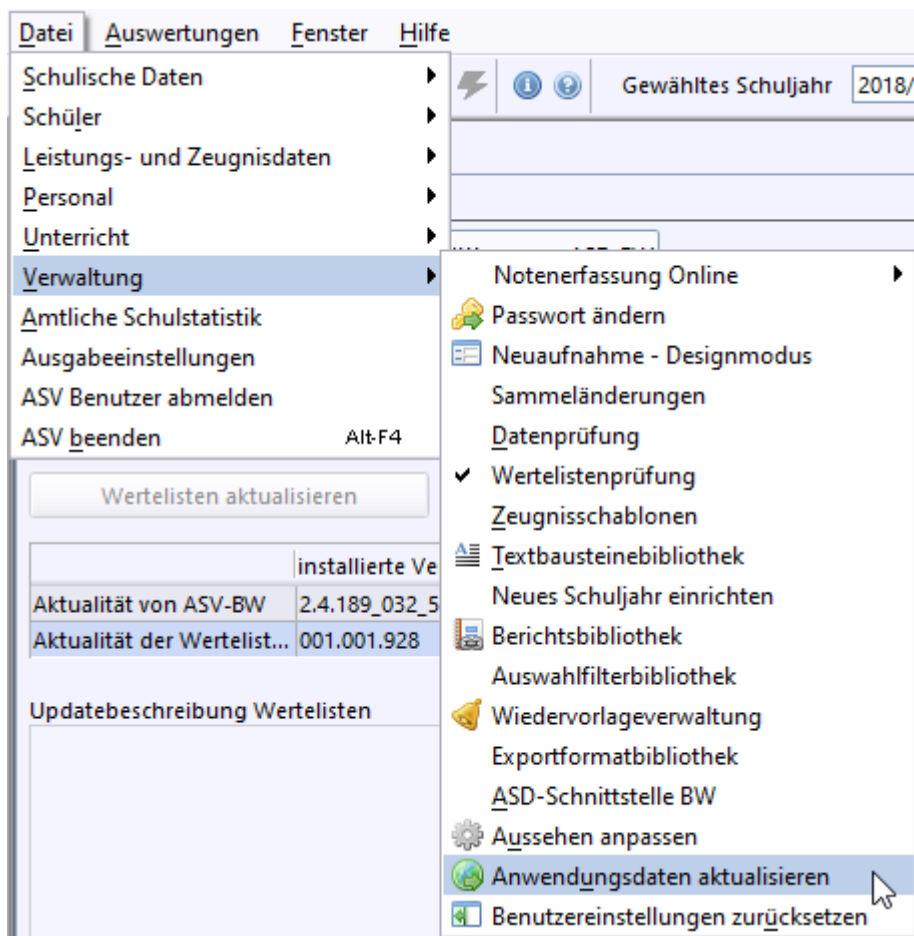 Datei Auswertungen Fenster Hilfe
Gewähltes Schuljahr 2018/
Schulische Daten
Schüler
Leistungs- und Zeugnisdaten
Personal
Unterricht
Verwaltung
Amtliche Schulstatistik
Ausgabeeinstellungen
ASV Benutzer abmelden
ASV beenden Alt-F4
Notenerfassung Online
Passwort ändern
Neuaufnahme - Designmodus
Sammeländerungen
Datenprüfung
Wertelistenprüfung
Zeugnisschablonen
Textbausteinebibliothek
Neues Schuljahr einrichten
Berichtsbibliothek
Auswahlfilterbibliothek
Wiedervorlageverwaltung
Exportformatbibliothek
ASD-Schnittstelle BW
Aussehen anpassen
Anwendungsdaten aktualisieren
Benutzereinstellungen zurücksetzen
Wertelisten aktualisieren
installierte Ve
Aktualität von ASV-BW 2.4.189_032_5
Aktualität der Wertelist... 001.001.928
Updatebeschreibung Wertelisten